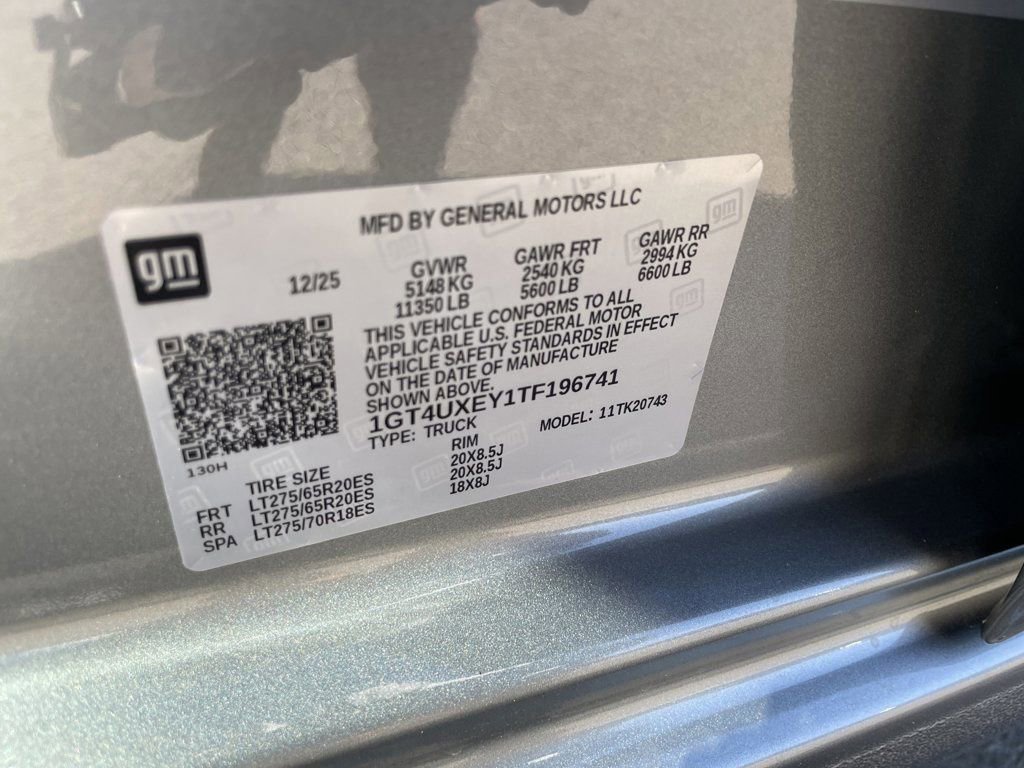 MFD BY GENERAL MOTORS LLC
gm
12/25
GVWR
5148 KG
11350 LB
GAWR FRT
2540 KG
5600 LB
GAWR RR
2994 KG
6600 LB
THIS VEHICLE CONFORMS TO ALL
APPLICABLE U.S. FEDERAL MOTOR
VEHICLE SAFETY STANDARDS IN EFFECT
ON THE DATE OF MANUFACTURE
SHOWN ABOVE.
1GT4UXEY1TF196741
TYPE: TRUCK
MODEL: 11TK20743
130H
TIRE SIZE RIM
FRT LT275/65R20ES 20X8.5J
RR LT275/65R20ES 20X8.5J
SPA LT275/70R18ES 18X8J